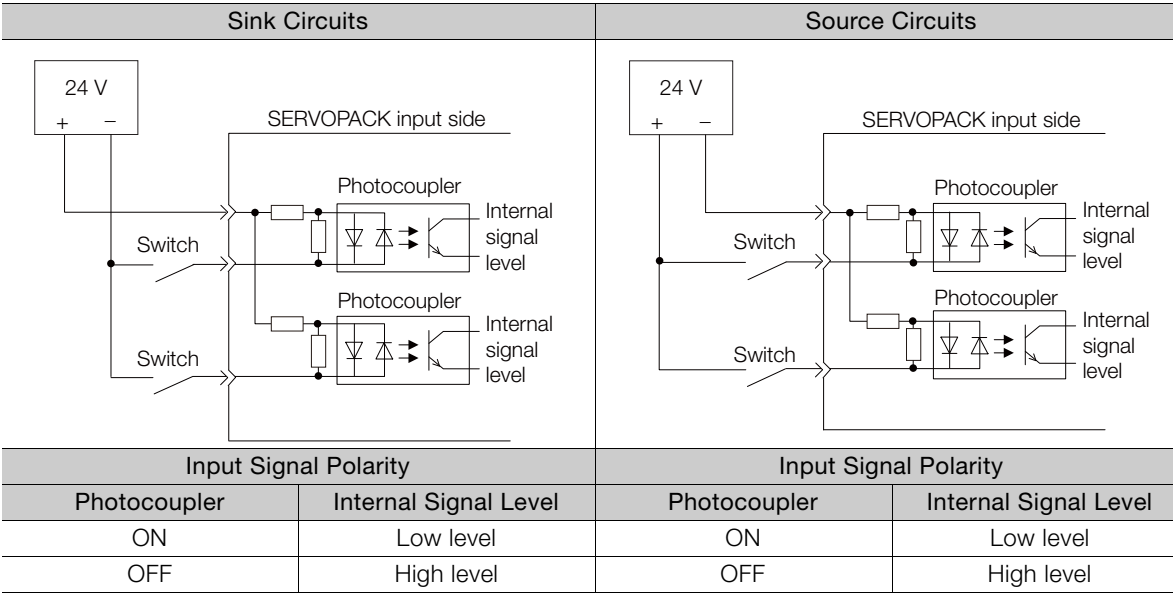 Sink Circuits
Source Circuits
24 V
+ −
SERVOPACK input side
Photocoupler
Internal
signal
level
Switch
Photocoupler
Internal
signal
level
Switch
24 V
+ −
SERVOPACK input side
Photocoupler
Internal
signal
level
Switch
Photocoupler
Internal
signal
level
Switch
Input Signal Polarity
Input Signal Polarity
Photocoupler
Internal Signal Level
Photocoupler
Internal Signal Level
ON
Low level
ON
Low level
OFF
High level
OFF
High level